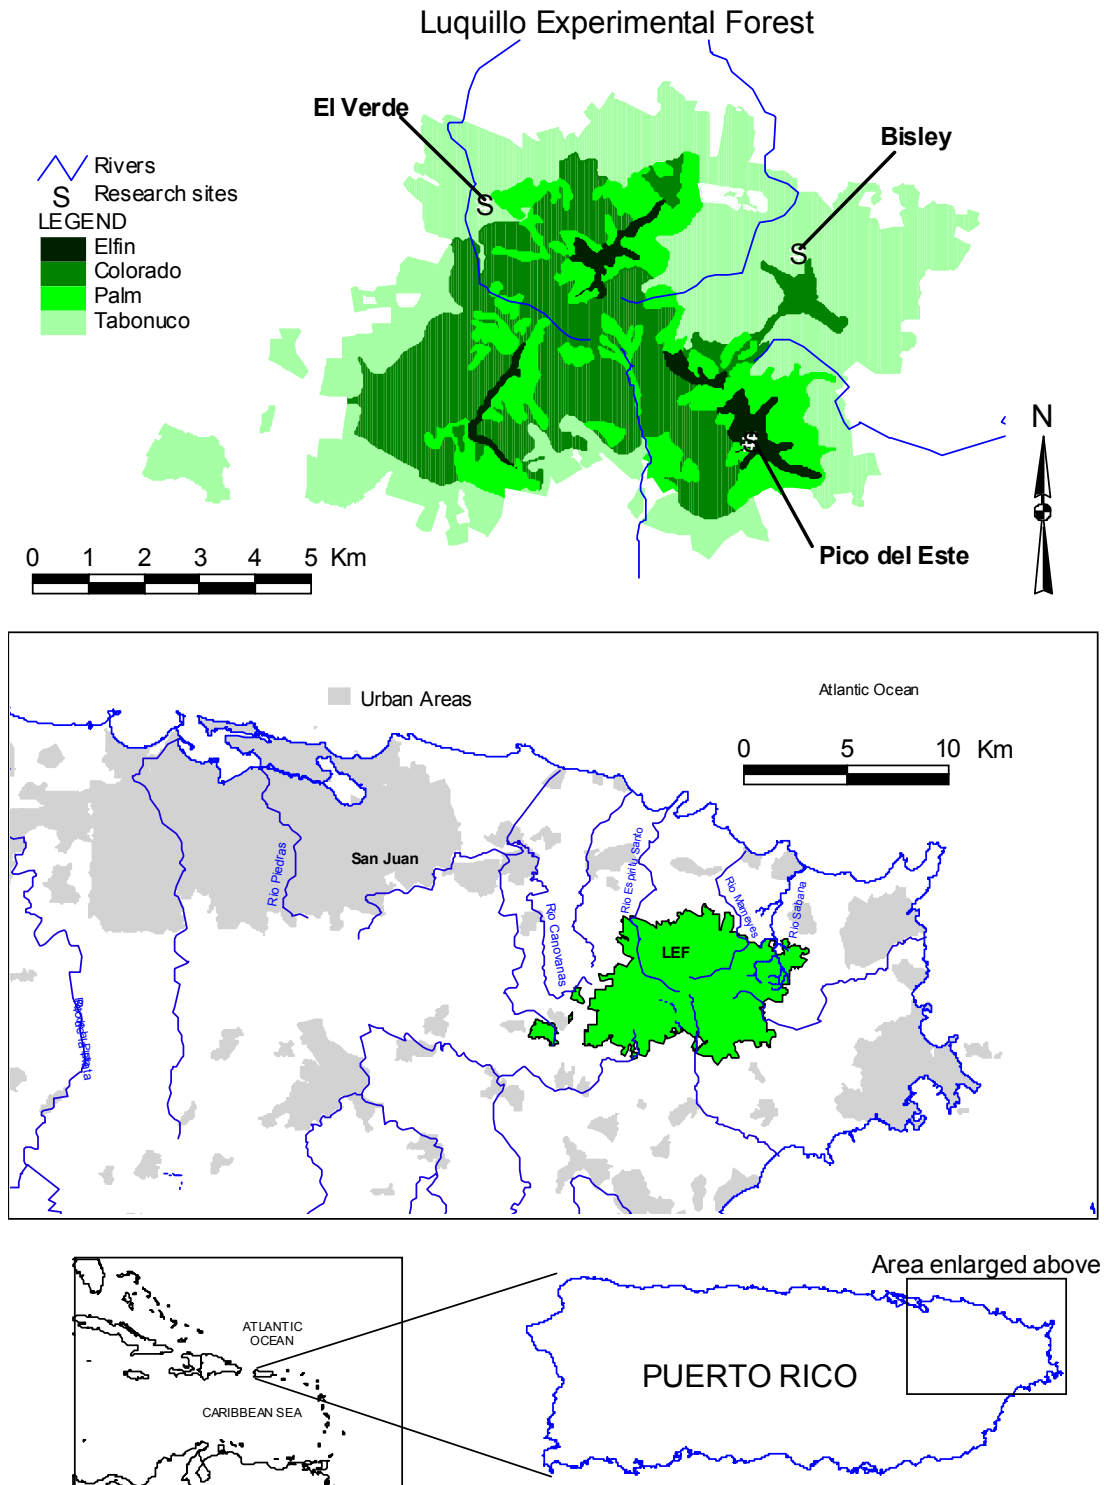 Luquillo Experimental Forest
El Verde
Bisley
Rivers
S Research sites
LEGEND
Elfin
Colorado
Palm
Tabonuco
S
S
N
Pico del Este
0 1 2 3 4 5 Km
Urban Areas
Atlantic Ocean
0 5 10 Km
San Juan
Rio Piedras
Rio Canovanas
Rio Espiritu Santo
Rio Mameyes
Rio Sabana
LEF
Area enlarged above
ATLANTIC
OCEAN
CARIBBEAN SEA
PUERTO RICO